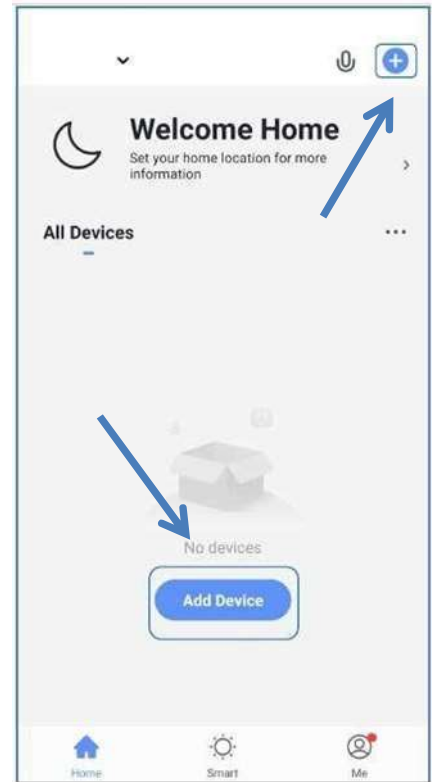 Welcome Home
Set your home location for more
information
All Devices
No devices
Add Device
Home
Smart
Me